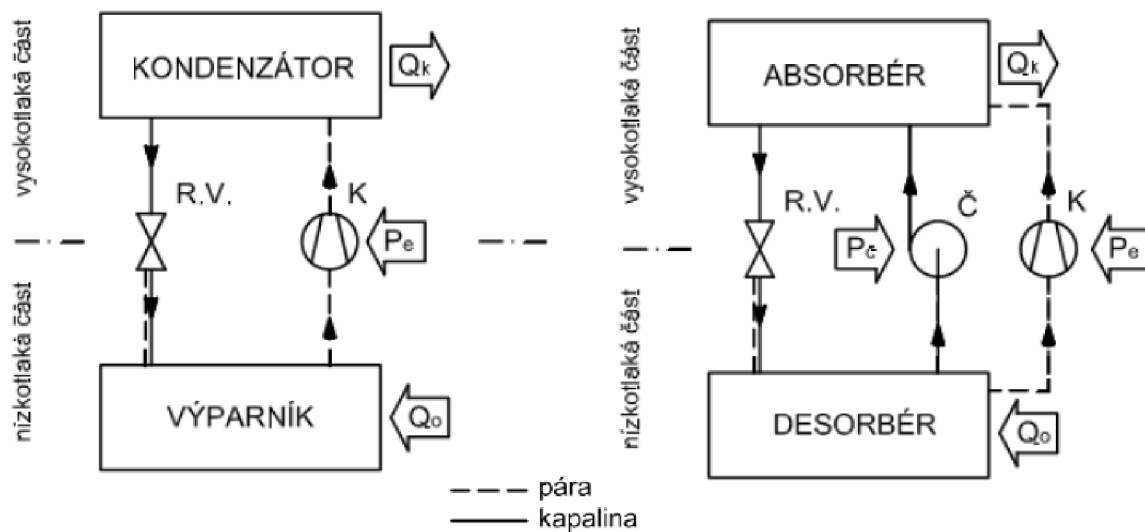 vysokotlaká část
KONDENZÁTOR
Qk
R.V.
K
Pe
nízkotlaká část
VÝPARNÍK
Qo
vysokotlaká část
ABSORBÉR
Qk
R.V.
Č
K
Pč
Pe
nízkotlaká část
DESORBÉR
Qo
pára
kapalina